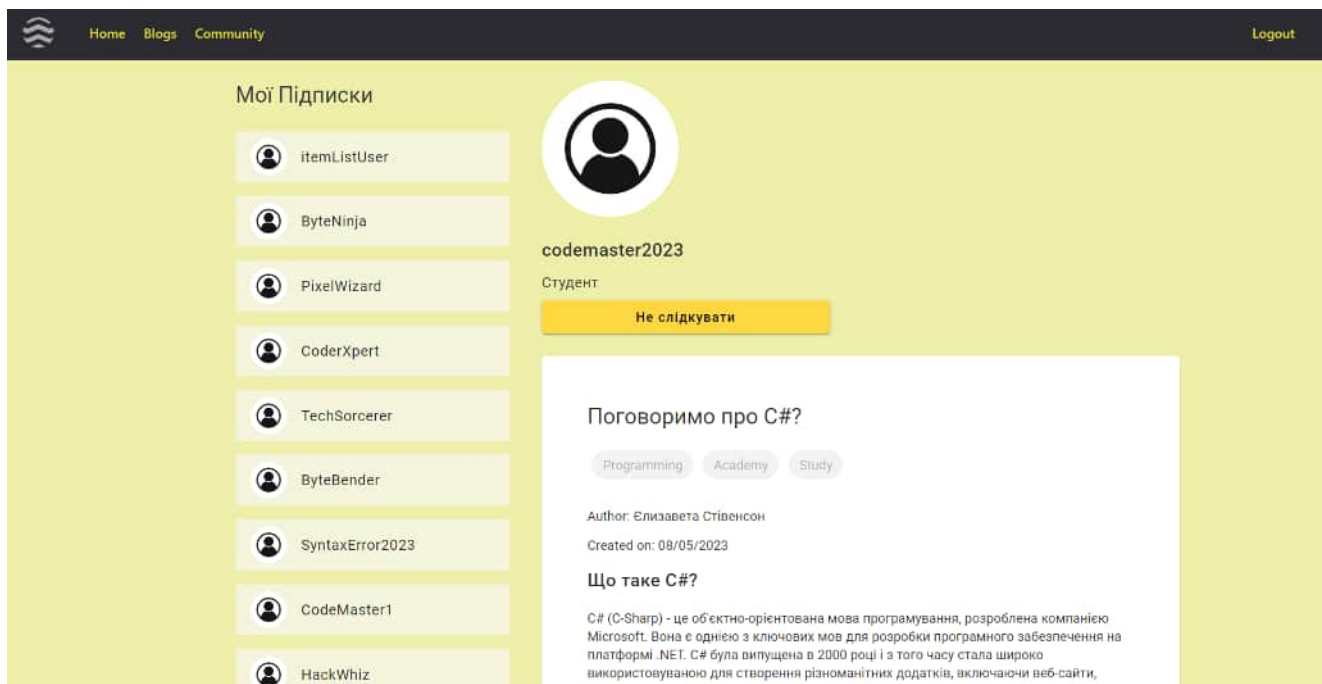 Home Blogs Community Logout
Мої Підписки
itemListUser
ByteNinja
PixelWizard
CoderXpert
TechSorcerer
ByteBender
SyntaxError2023
CodeMaster1
HackWhiz
codemaster2023
Студент
Не слідкувати
Поговоримо про C#?
Programming Academy Study
Author: Єлизавета Стівенсон
Created on: 08/05/2023
Що таке C#?
C# (C-Sharp) - це об'єктно-орієнтована мова програмування, розроблена компанією
Microsoft. Вона є однією з ключових мов для розробки програмного забезпечення на
платформі .NET. C# була випущена в 2000 році і з того часу стала широко
використовуваною для створення різноманітних додатків, включаючи веб-сайти,